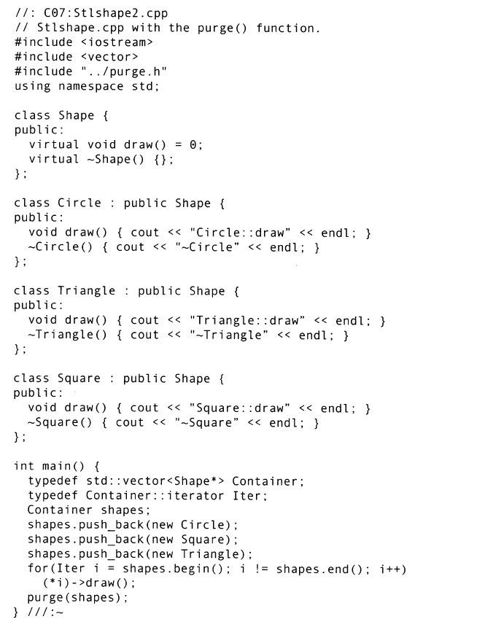 //: C07:Stlshape2.cpp
// Stlshape.cpp with the purge() function.
#include <iostream>
#include <vector>
#include "../purge.h"
using namespace std;

class Shape {
public:
  virtual void draw() = 0;
  virtual ~Shape() {};
};

class Circle : public Shape {
public:
  void draw() { cout << "Circle::draw" << endl; }
  ~Circle() { cout << "~Circle" << endl; }
};

class Triangle : public Shape {
public:
  void draw() { cout << "Triangle::draw" << endl; }
  ~Triangle() { cout << "~Triangle" << endl; }
};

class Square : public Shape {
public:
  void draw() { cout << "Square::draw" << endl; }
  ~Square() { cout << "~Square" << endl; }
};

int main() {
  typedef std::vector<Shape*> Container;
  typedef Container::iterator Iter;
  Container shapes;
  shapes.push_back(new Circle);
  shapes.push_back(new Square);
  shapes.push_back(new Triangle);
  for(Iter i = shapes.begin(); i != shapes.end(); i++)
    (*i)->draw();
  purge(shapes);
} ///:~